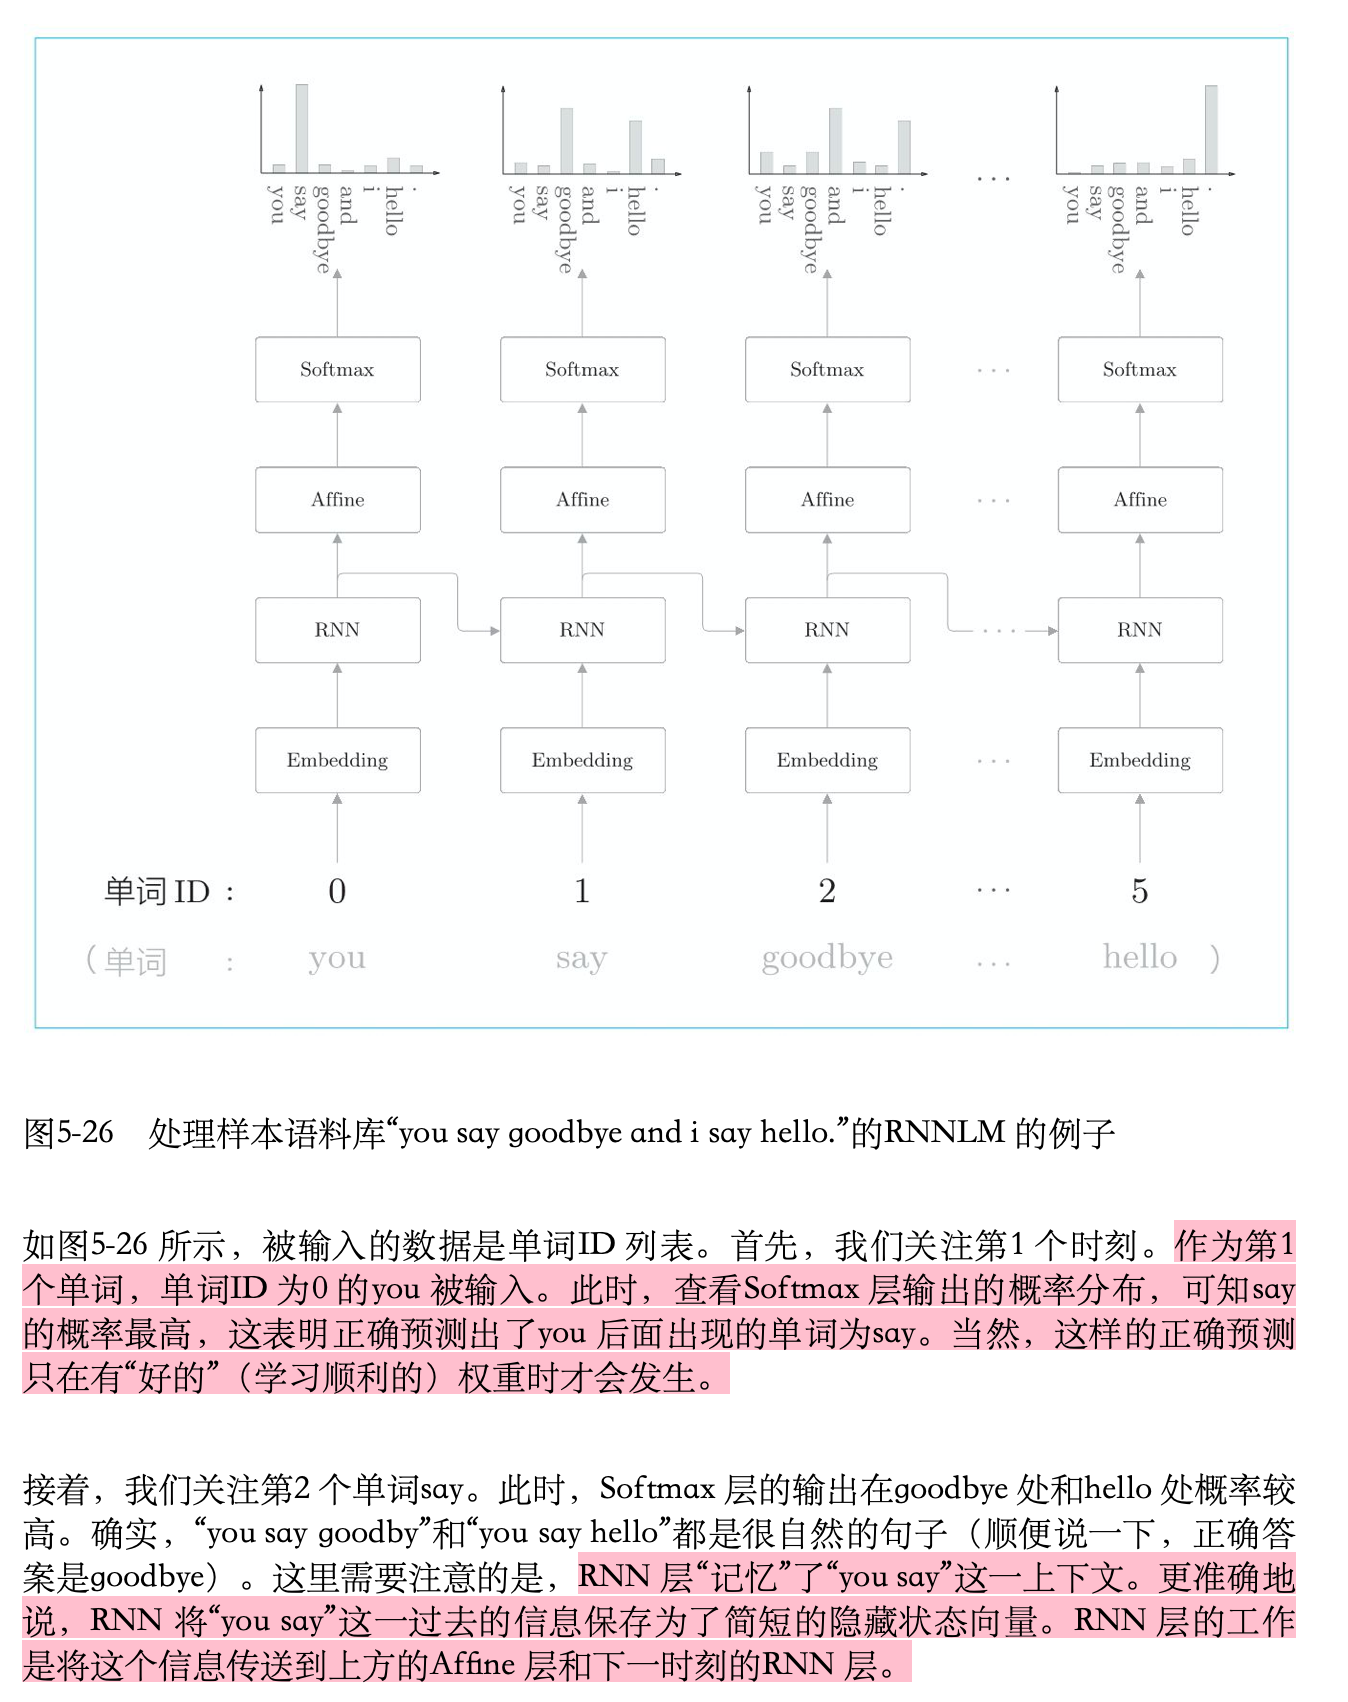 you say goodbye and i hello .
you say goodbye and i hello .
you say goodbye and i hello .
...
you say goodbye and i hello .
Softmax Softmax Softmax ... Softmax
Affine Affine Affine ... Affine
RNN RNN RNN ... RNN
Embedding Embedding Embedding ... Embedding
单词 ID : 0 1 2 ... 5
(单词 : you say goodbye ... hello )
图5-26 处理样本语料库“you say goodbye and i say hello.”的RNNLM 的例子
如图5-26 所示，被输入的数据是单词ID 列表。首先，我们关注第1 个时刻。作为第1
个单词，单词ID 为0 的you 被输入。此时，查看Softmax 层输出的概率分布，可知say
的概率最高，这表明正确预测出了you 后面出现的单词为say。当然，这样的正确预测
只在有“好的”（学习顺利的）权重时才会发生。
接着，我们关注第2 个单词say。此时，Softmax 层的输出在goodbye 处和hello 处概率较
高。确实，“you say goodby”和“you say hello”都是很自然的句子（顺便说一下，正确答
案是goodbye）。这里需要注意的是，RNN 层“记忆”了“you say”这一上下文。更准确地
说，RNN 将“you say”这一过去的信息保存为了简短的隐藏状态向量。RNN 层的工作
是将这个信息传送到上方的Affine 层和下一时刻的RNN 层。